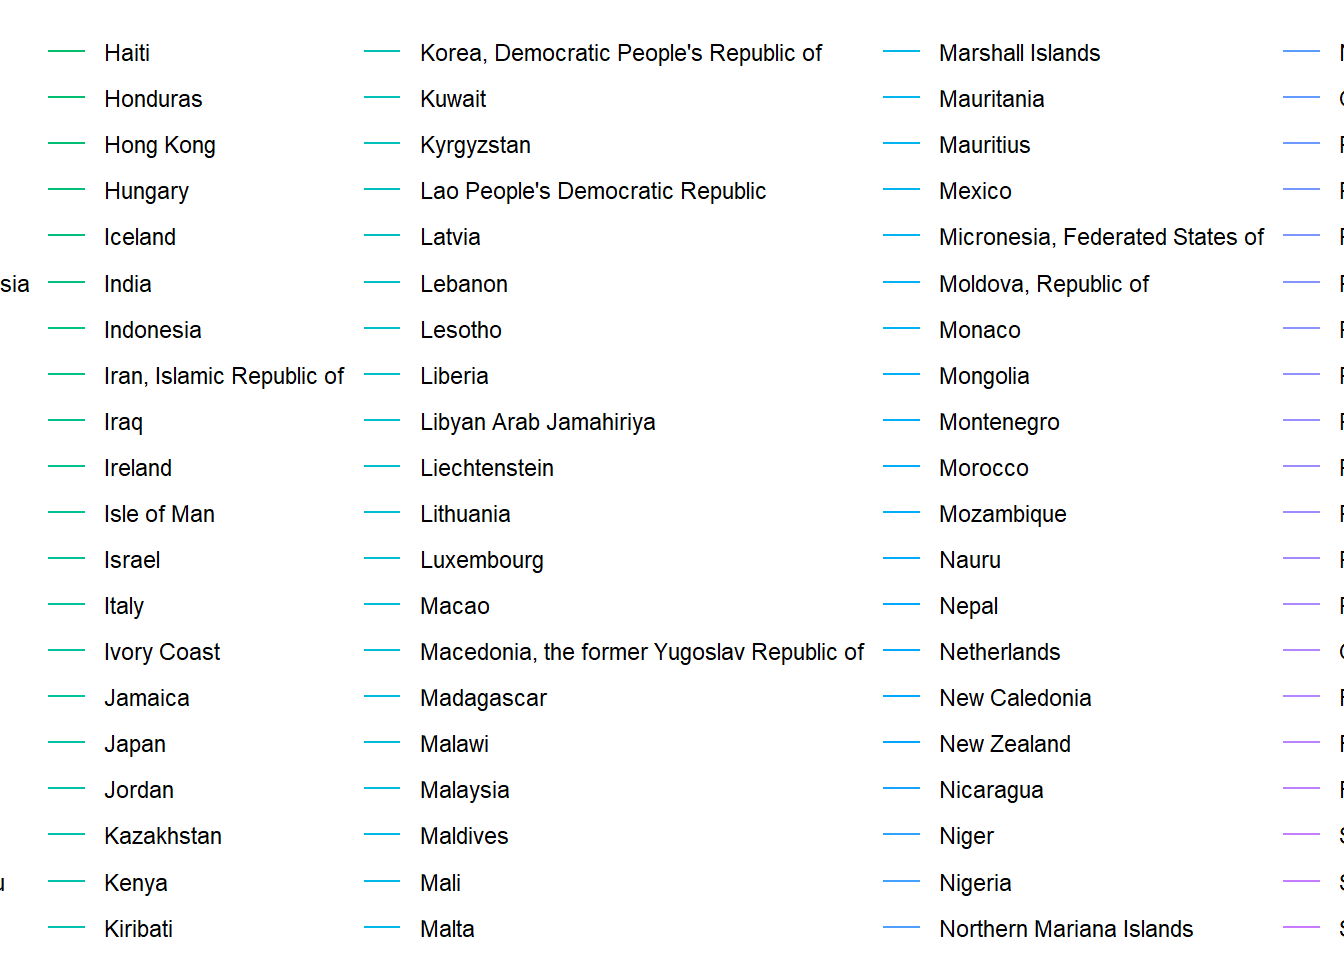 Haiti
Honduras
Hong Kong
Hungary
Iceland
sia
India
Indonesia
Iran, Islamic Republic of
Iraq
Ireland
Isle of Man
Israel
Italy
Ivory Coast
Jamaica
Japan
Jordan
Kazakhstan
Kenya
Kiribati
Korea, Democratic People's Republic of
Kuwait
Kyrgyzstan
Lao People's Democratic Republic
Latvia
Lebanon
Lesotho
Liberia
Libyan Arab Jamahiriya
Liechtenstein
Lithuania
Luxembourg
Macao
Macedonia, the former Yugoslav Republic of
Madagascar
Malawi
Malaysia
Maldives
Mali
Malta
Marshall Islands
Mauritania
Mauritius
Mexico
Micronesia, Federated States of
Moldova, Republic of
Monaco
Mongolia
Montenegro
Morocco
Mozambique
Nauru
Nepal
Netherlands
New Caledonia
New Zealand
Nicaragua
Niger
Nigeria
Northern Mariana Islands